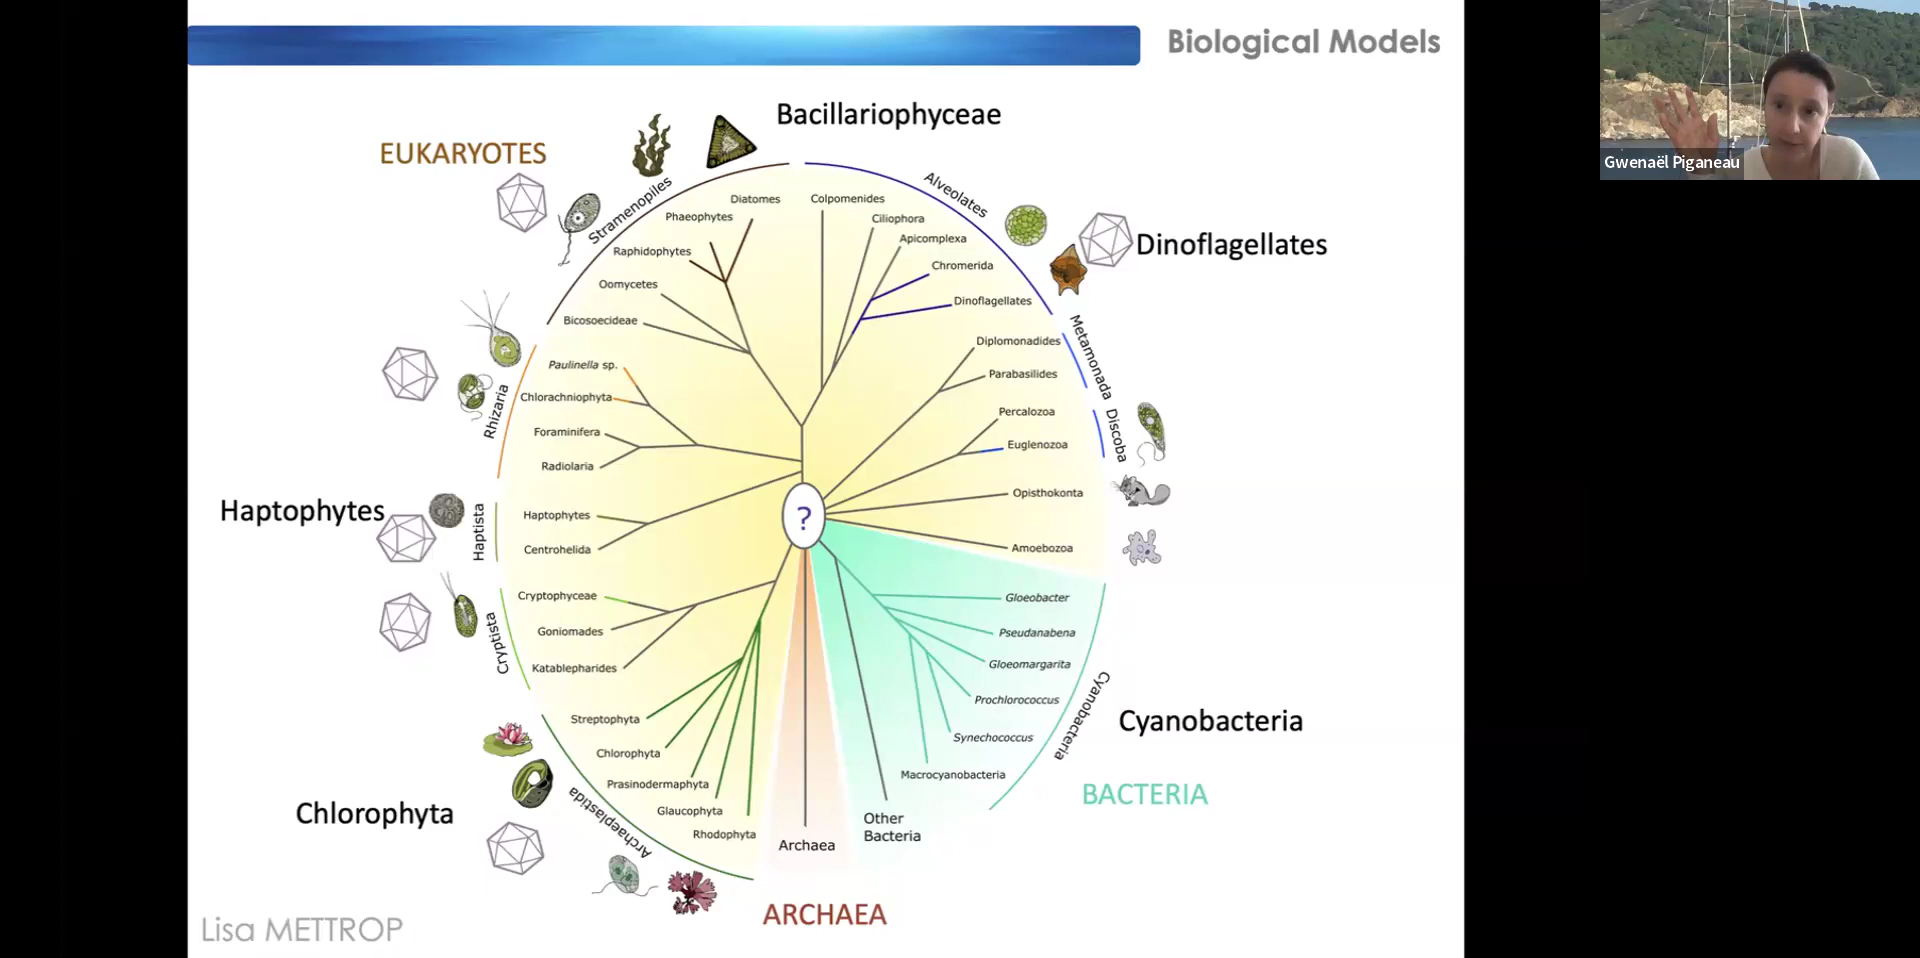 Biological Models
Gwenaël Piganeau
Bacillariophyceae
EUKARYOTES
Stramenopiles
Diatomes
Phaeophytes
Raphidophytes
Oomycetes
Bicosoecideae
Colpomenides
Ciliophora
Apicomplexa
Chromerida
Dinoflagellates
Alveolates
Dinoflagellates
Metamonada
Diplomonadides
Parabasilides
Discoba
Percalozoa
Euglenozoa
Opisthokonta
Amoebozoa
Rhizaria
Paulinella sp.
Chlorachniophyta
Foraminifera
Radiolaria
Haptophytes
Haptista
Haptophytes
Centrohelida
?
Cryptista
Cryptophyceae
Goniomades
Katablepharides
Chlorophyta
Archaeplastida
Streptophyta
Chlorophyta
Prasinodermaphyta
Glaucophyta
Rhodophyta
Archaea
ARCHAEA
Other
Bacteria
Gloeobacter
Pseudanabena
Gloeomargarita
Prochlorococcus
Synechococcus
Macrocyanobacteria
Cyanobacteria
Cyanobacteria
BACTERIA
Lisa METTROP